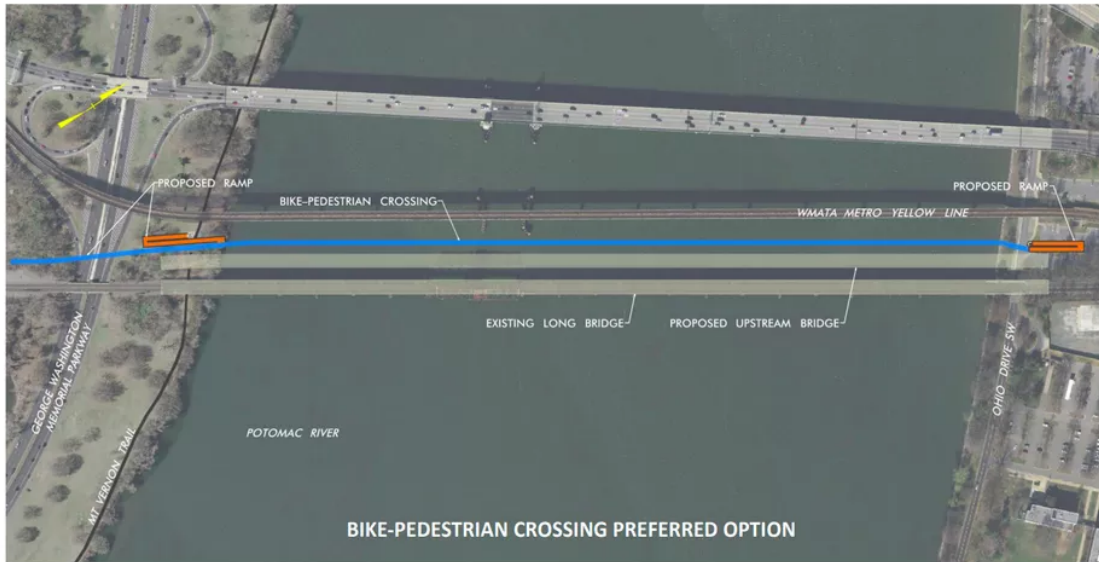 PROPOSED RAMP
PROPOSED RAMP
BIKE-PEDESTRIAN CROSSING
WMATA METRO YELLOW LINE
EXISTING LONG BRIDGE
PROPOSED UPSTREAM BRIDGE
GEORGE WASHINGTON
MEMORIAL PARKWAY
OHIO DRIVE SW
MT VERNON TRAIL
POTOMAC RIVER
BIKE-PEDESTRIAN CROSSING PREFERRED OPTION